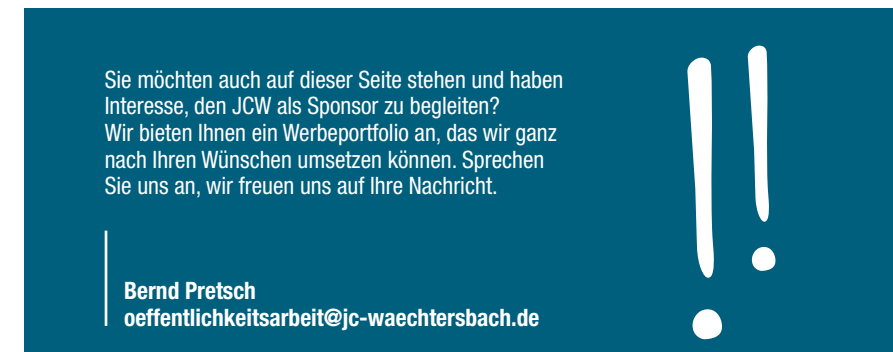 Sie möchten auch auf dieser Seite stehen und haben
Interesse, den JCW als Sponsor zu begleiten?
Wir bieten Ihnen ein Werbeportfolio an, das wir ganz
nach Ihren Wünschen umsetzen können. Sprechen
Sie uns an, wir freuen uns auf Ihre Nachricht.
Bernd Pretsch
oeffentlichkeitsarbeit@jc-waechtersbach.de
!!